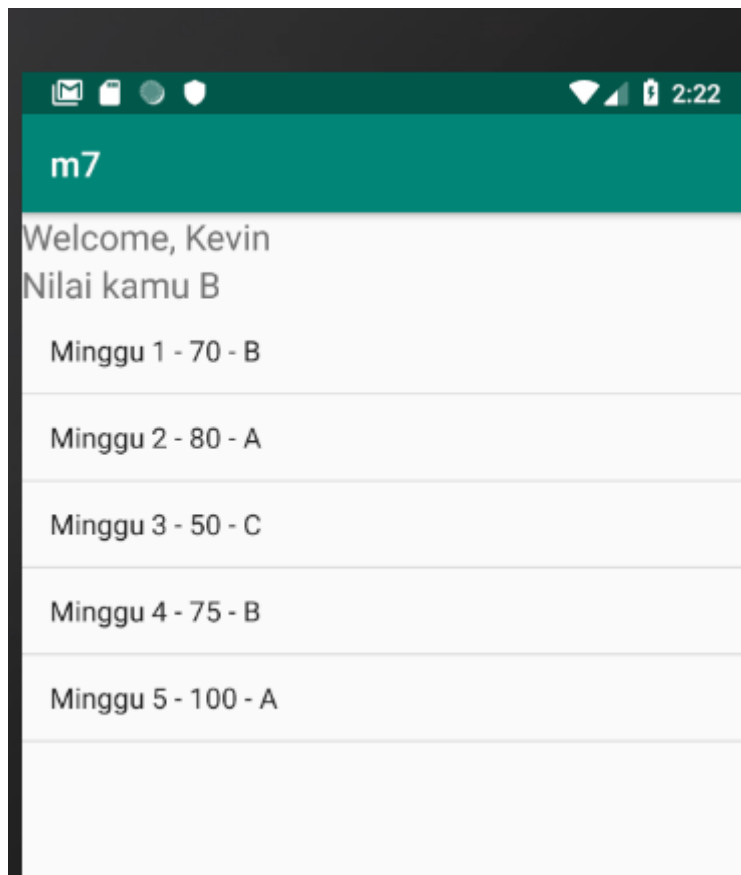 2:22
m7
Welcome, Kevin
Nilai kamu B
Minggu 1 - 70 - B
Minggu 2 - 80 - A
Minggu 3 - 50 - C
Minggu 4 - 75 - B
Minggu 5 - 100 - A